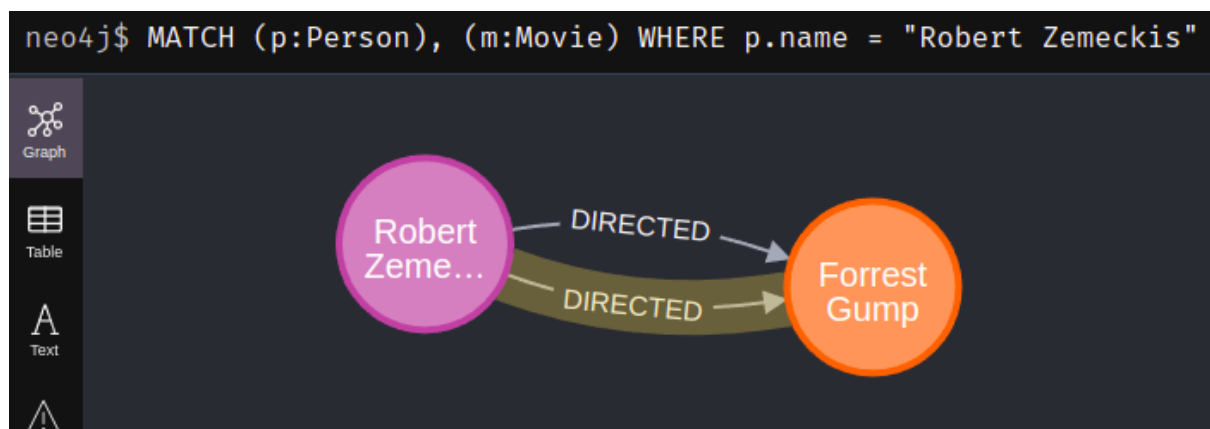 neo4j$ MATCH (p:Person), (m:Movie) WHERE p.name = "Robert Zemeckis"
Graph
Table
Text
Robert
Zeme...
DIRECTED
DIRECTED
Forrest
Gump